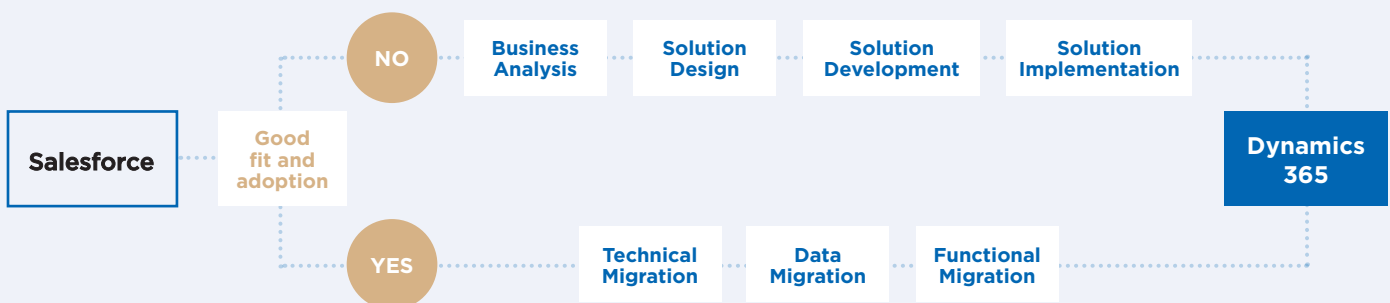 NO
Business
Analysis
Solution
Design
Solution
Development
Solution
Implementation
Salesforce
Good
fit and
adoption
Dynamics
365
YES
Technical
Migration
Data
Migration
Functional
Migration